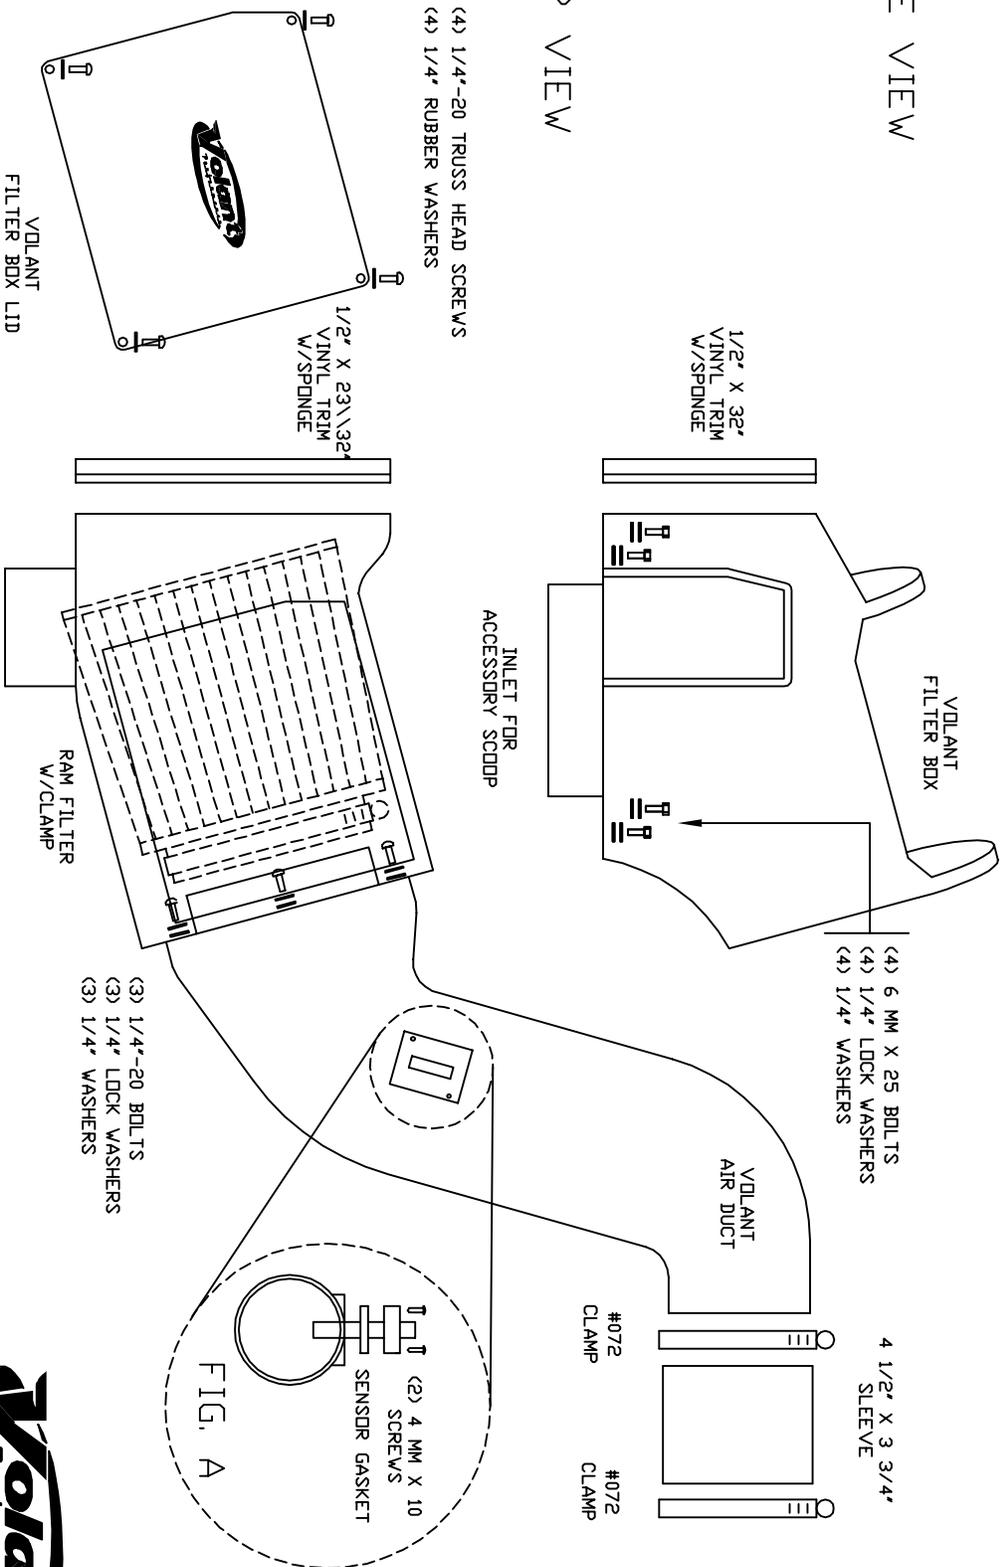 VIEW
VOLANT
FILTER BOX
(4) 6 MM X 25 BOLTS
(4) 1/4" LOCK WASHERS
(4) 1/4" WASHERS
4 1/2" X 3 3/4"
SLEEVE
1/2" X 32"
VINYL TRIM
W/SPONGE
VOLANT
AIR DUCT
#072
CLAMP
#072
CLAMP
VIEW
INLET FOR
ACCESSORY SCOOP
(4) 1/4"-20 TRUSS HEAD SCREWS
(4) 1/4" RUBBER WASHERS
1/2" X 23\\32"
VINYL TRIM
W/SPONGE
(2) 4 MM X 10
SCREWS
SENSOR GASKET
FIG. A
Volant
(3) 1/4"-20 BOLTS
(3) 1/4" LOCK WASHERS
(3) 1/4" WASHERS
RAM FILTER
W/CLAMP
VOLANT
FILTER BOX LID
Vola